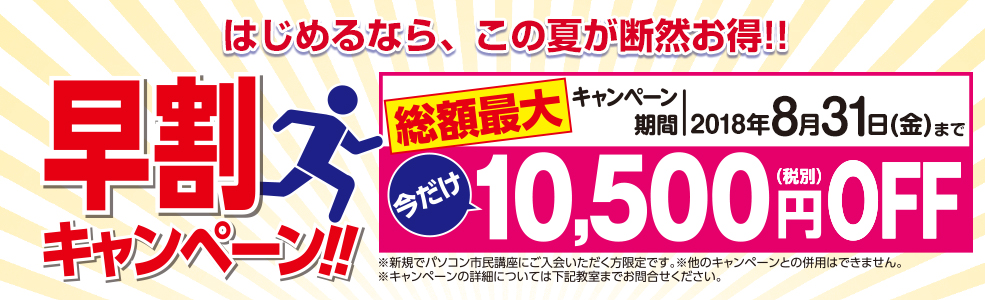 はじめるなら、この夏が断然お得!!
早割
キャンペーン!!
総額最大
キャンペーン
期間
2018年8月31日(金)まで
今だけ
10,500円(税別)OFF
※新規でパソコン市民講座にご入会いただく方限定です。※他のキャンペーンとの併用はできません。
※キャンペーンの詳細については下記教室までお問合せください。